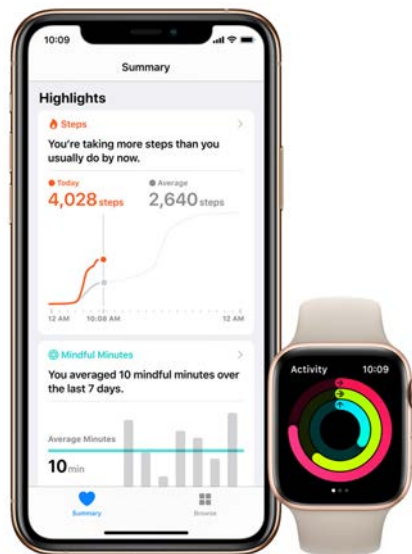 10:09
Summary
Highlights
Steps
You're taking more steps than you
usually do by now.
Today
Average
4,028 steps
2,640 steps
12 AM
10:08 AM
12 AM
Mindful Minutes
You averaged 10 mindful minutes over
the last 7 days.
Average Minutes
10 min
Summary
Browse
Activity
10:09